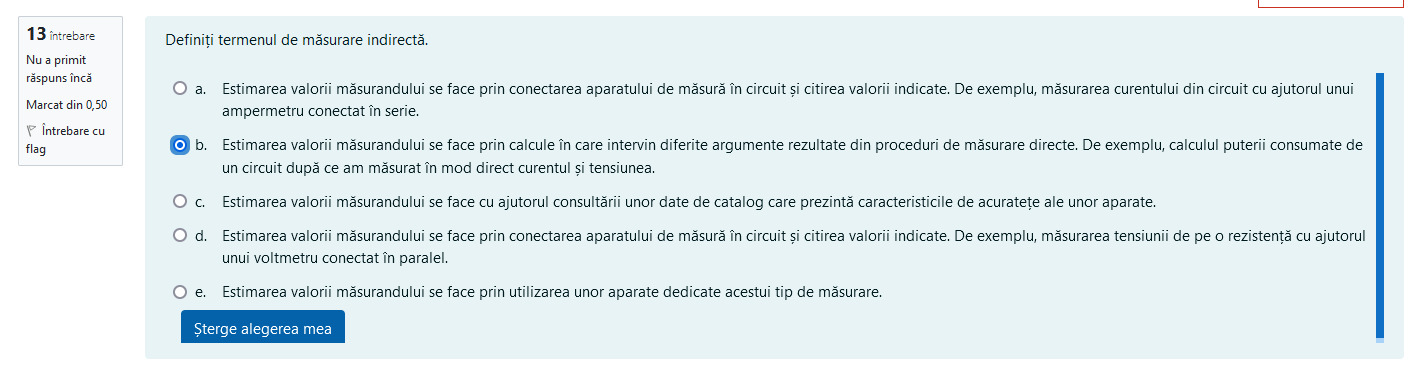 13 întrebare
Nu a primit
răspuns încă
Marcat din 0,50
Întrebare cu
flag
Definiți termenul de măsurare indirectă.
a. Estimarea valorii măsurandului se face prin conectarea aparatului de măsură în circuit și citirea valorii indicate. De exemplu, măsurarea curentului din circuit cu ajutorul unui
ampermetru conectat în serie.
b. Estimarea valorii măsurandului se face prin calcule în care intervin diferite argumente rezultate din proceduri de măsurare directe. De exemplu, calculul puterii consumate de
un circuit după ce am măsurat în mod direct curentul și tensiunea.
c. Estimarea valorii măsurandului se face cu ajutorul consultării unor date de catalog care prezintă caracteristicile de acuratețe ale unor aparate.
d. Estimarea valorii măsurandului se face prin conectarea aparatului de măsură în circuit și citirea valorii indicate. De exemplu, măsurarea tensiunii de pe o rezistență cu ajutorul
unui voltmetru conectat în paralel.
e. Estimarea valorii măsurandului se face prin utilizarea unor aparate dedicate acestui tip de măsurare.
Șterge alegerea mea